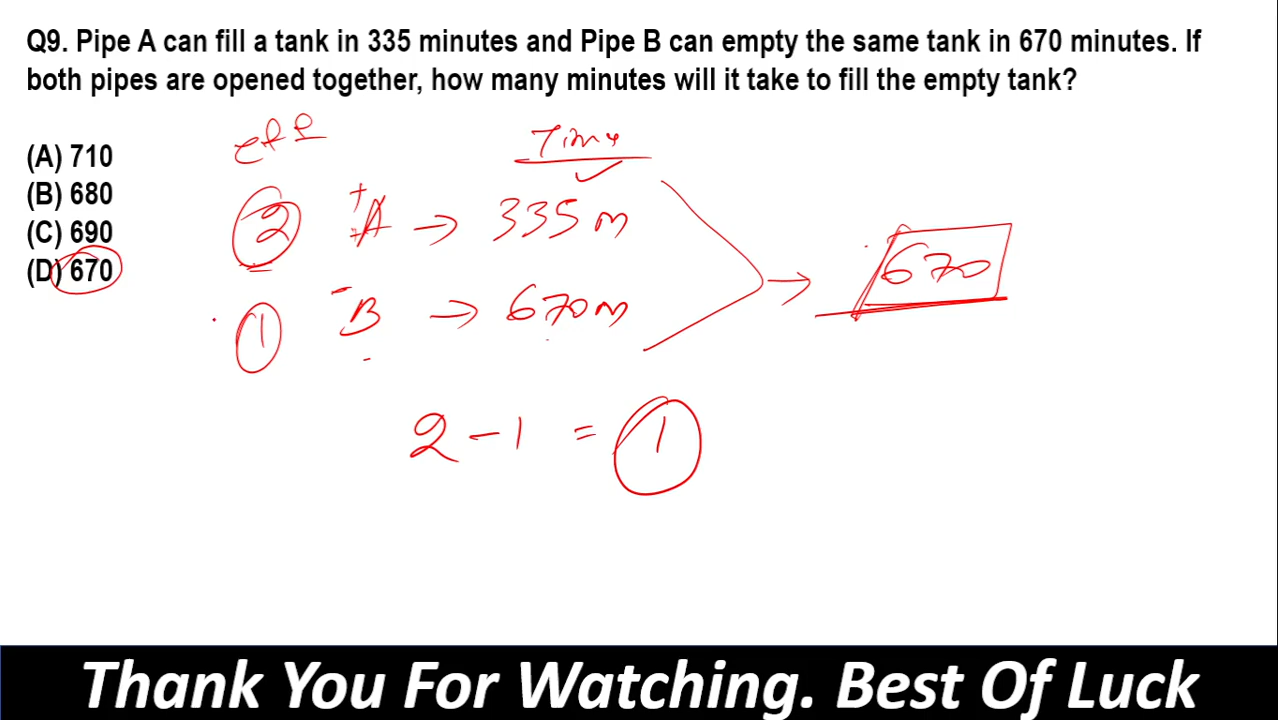 Q9. Pipe A can fill a tank in 335 minutes and Pipe B can empty the same tank in 670 minutes. If
both pipes are opened together, how many minutes will it take to fill the empty tank?
(A) 710
(B) 680
(C) 690
(D) 670
eff Time
2 +A → 335 m
1 -B → 670m
→ 670
2 - 1 = 1
Thank You For Watching. Best Of Luck